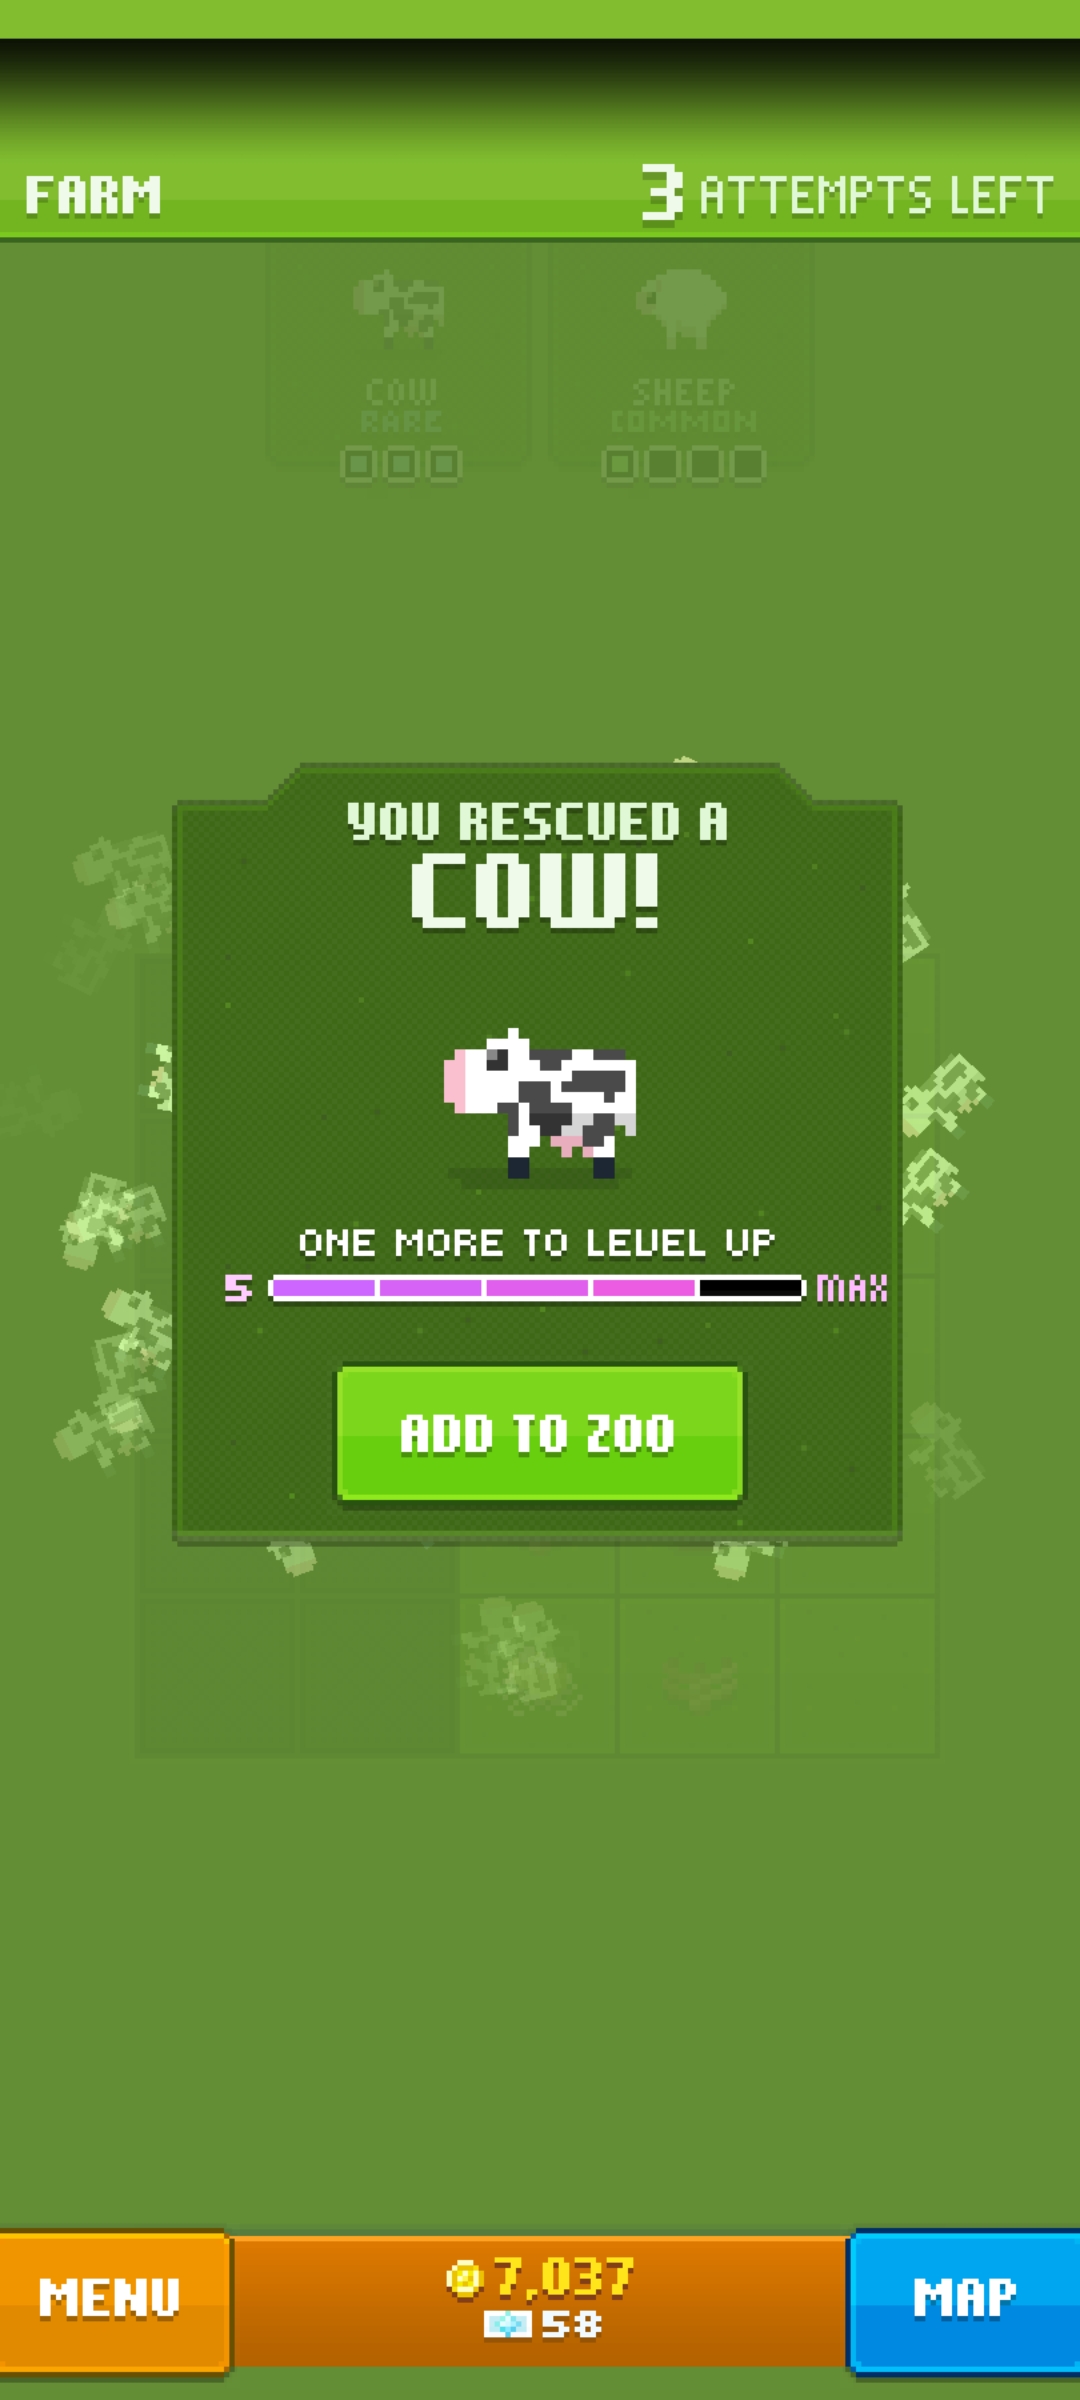 FARM
3 ATTEMPTS LEFT
COW
RARE
SHEEP
COMMON
YOU RESCUED A
COW!
ONE MORE TO LEVEL UP
5 MAX
ADD TO ZOO
MENU
7,037
58
MAP